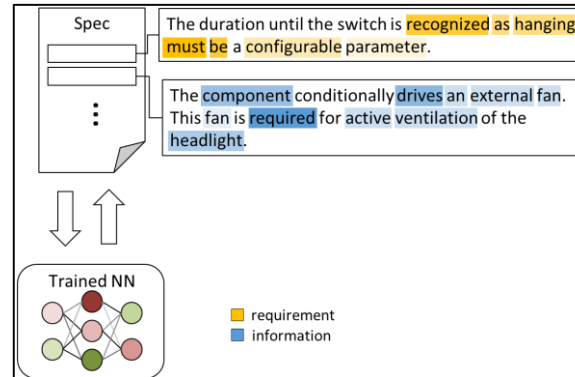 Spec
The duration until the switch is recognized as hanging
must be a configurable parameter.
The component conditionally drives an external fan.
This fan is required for active ventilation of the
headlight.
Trained NN
requirement
information